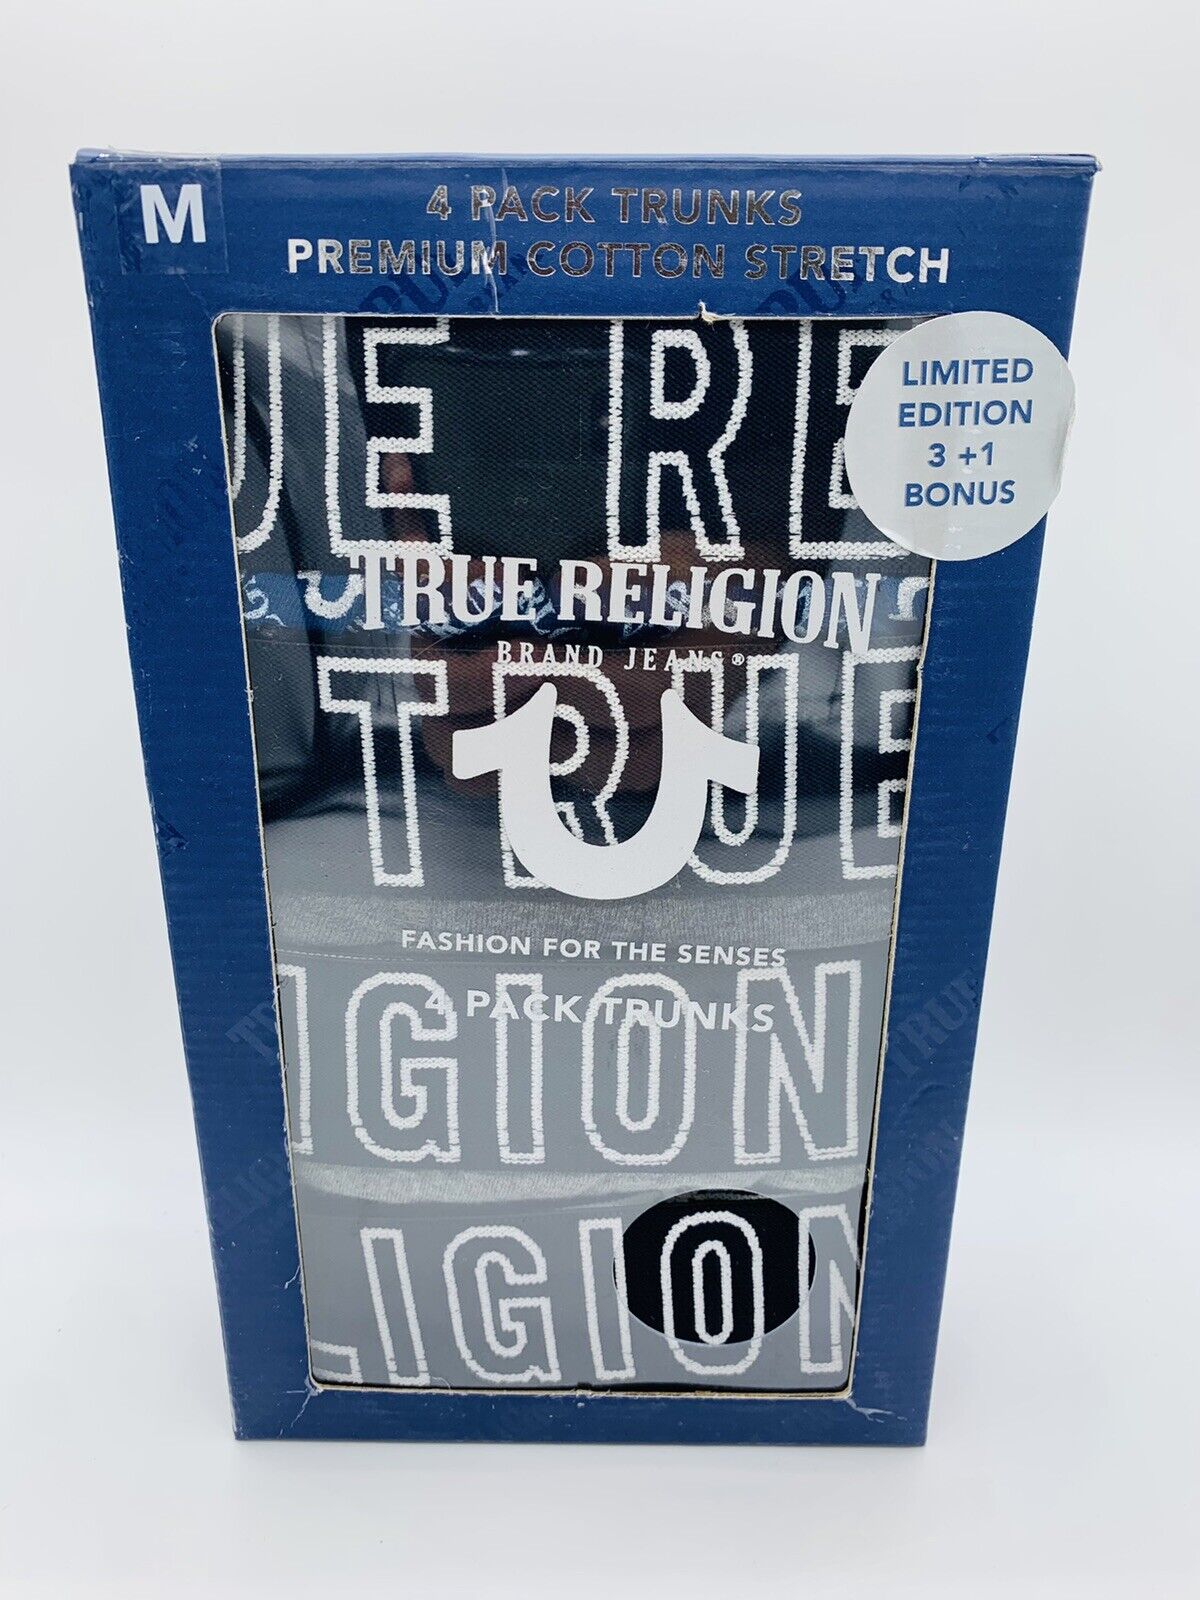 M
4 PACK TRUNKS
PREMIUM COTTON STRETCH
LIMITED
EDITION
3 +1
BONUS
UE RE
TRUE RELIGION
BRAND JEANS®
TRUE
FASHION FOR THE SENSES
4 PACK TRUNKS
IGION
LIGION
TRUE